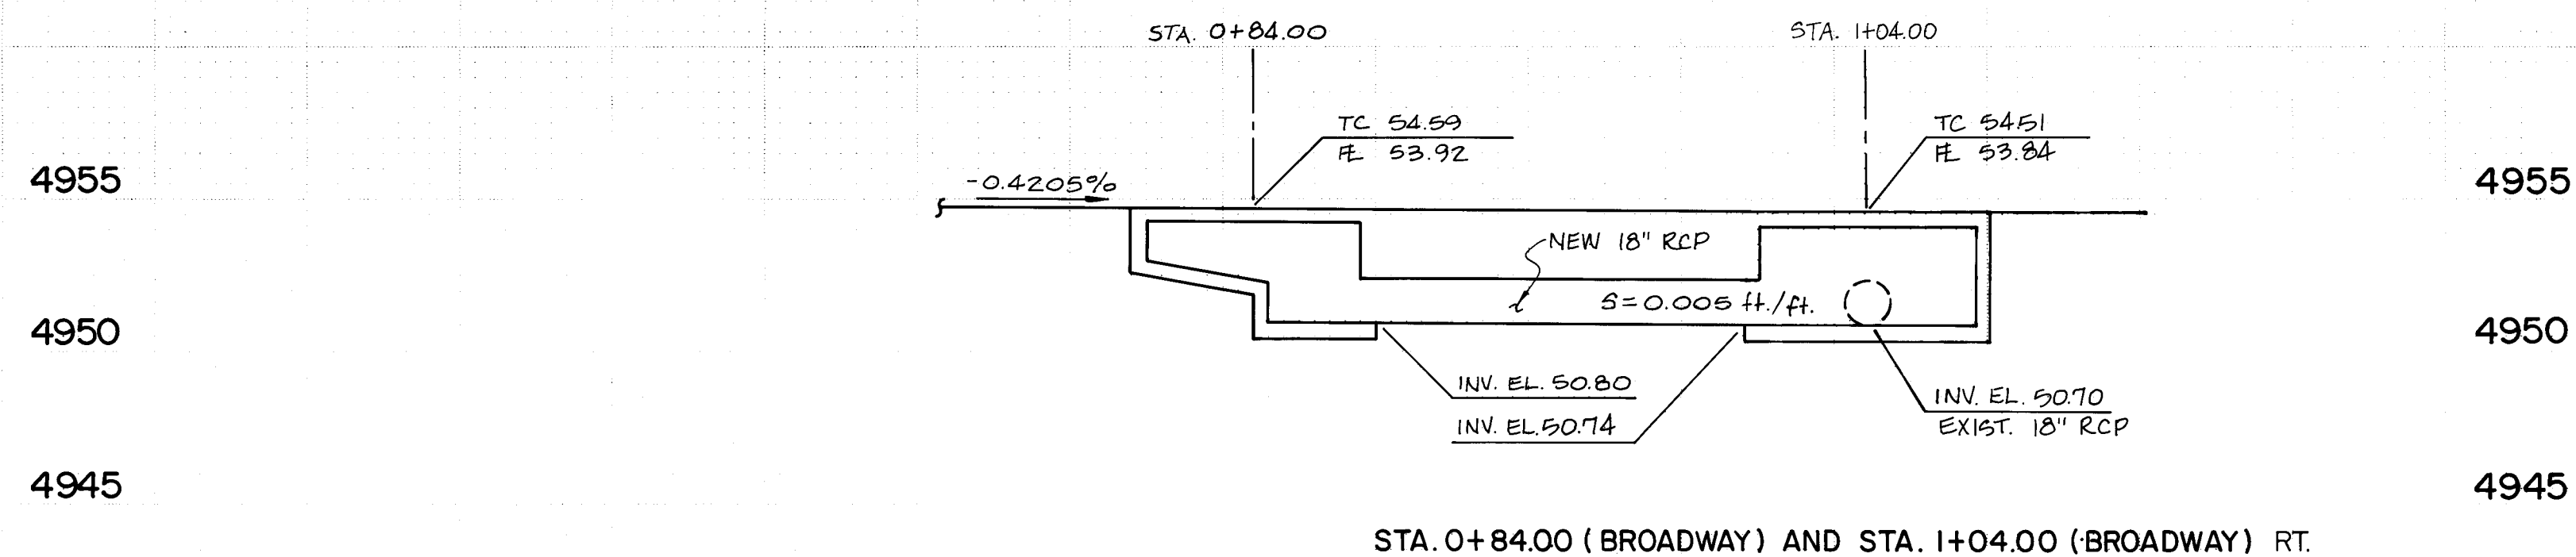 STA. 0+84.00
STA. 1+04.00
TC 54.59
FL 53.92
TC 54.51
FL 53.84
4955
-0.4205%
4955
NEW 18" RCP
S=0.005 ft./ft.
4950
4950
INV. EL. 50.80
INV. EL. 50.74
INV. EL. 50.70
EXIST. 18" RCP
4945
4945
STA. 0+84.00 (BROADWAY) AND STA. 1+04.00 (BROADWAY) RT.